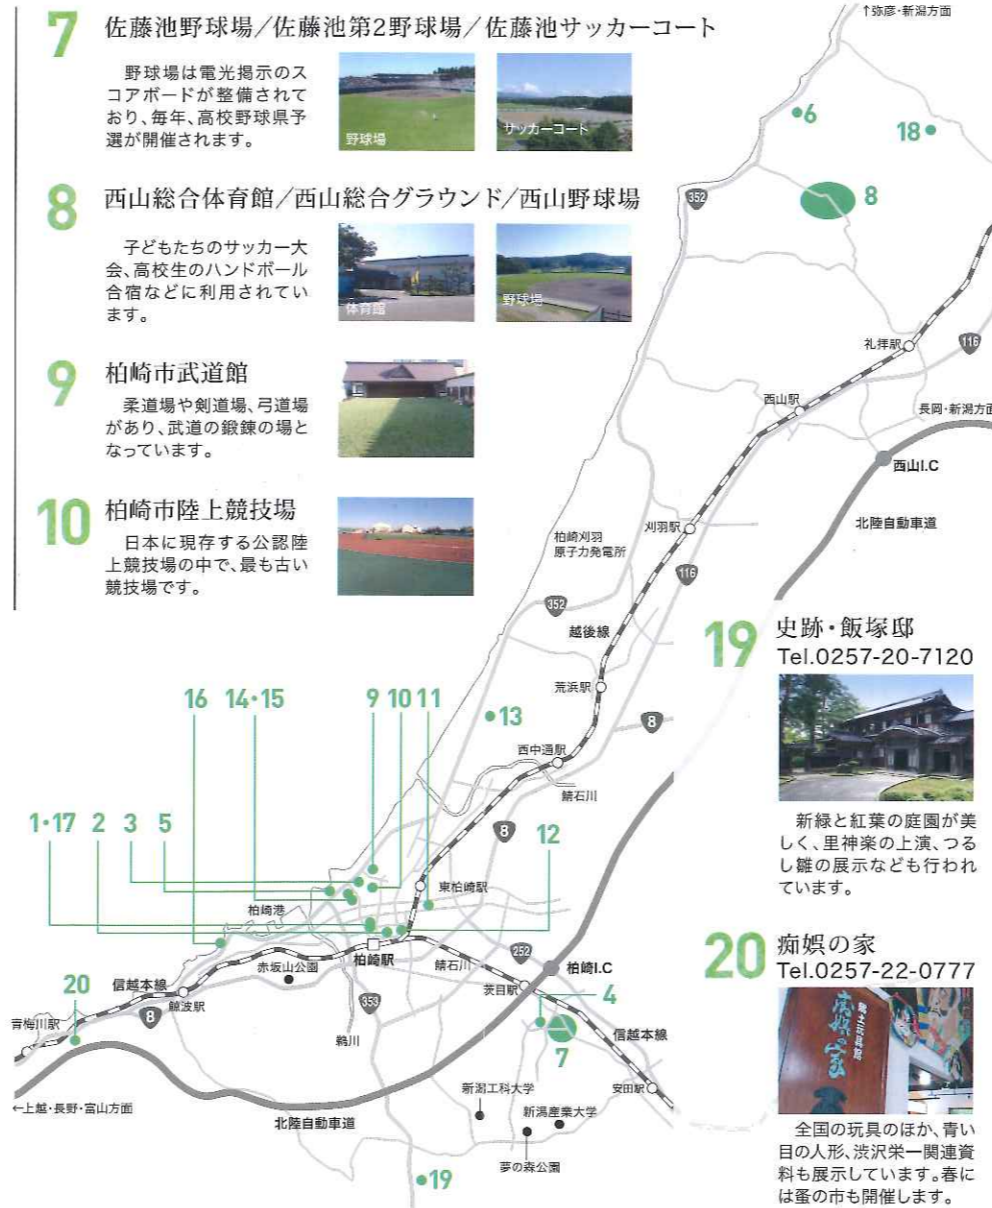 7
佐藤池野球場/佐藤池第2野球場/佐藤池サッカーコート
野球場は電光掲示のス
コアボードが整備されて
おり、毎年、高校野球県予
選が開催されます。
野球場
サッカーコート
8
西山総合体育館/西山総合グラウンド/西山野球場
子どもたちのサッカー大
会、高校生のハンドボール
合宿などに利用されてい
ます。
体育館
野球場
9
柏崎市武道館
柔道場や剣道場、弓道場
があり、武道の鍛錬の場と
なっています。
10
柏崎市陸上競技場
日本に現存する公認陸
上競技場の中で、最も古い
競技場です。
↑弥彦・新潟方面
6
18
352
8
116
礼拝駅
西山駅
長岡・新潟方面
西山I.C
北陸自動車道
刈羽駅
柏崎刈羽
原子力発電所
116
352
越後線
荒浜駅
8
13
西中通駅
鯖石川
8
16
14・15
9
10
11
1・17
2
3
5
12
東柏崎駅
柏崎港
柏崎駅
赤坂山公園
鯖石川
252
柏崎I.C
茨目駅
4
7
信越本線
安田駅
信越本線
鯨波駅
20
青海川駅
8
353
鵜川
←上越・長野・富山方面
北陸自動車道
新潟工科大学
新潟産業大学
夢の森公園
19
19
史跡・飯塚邸
Tel.0257-20-7120
新緑と紅葉の庭園が美
しく、里神楽の上演、つる
し雛の展示なども行われ
ています。
20
痴娯の家
Tel.0257-22-0777
郷土玩具館
痴娯の家
全国の玩具のほか、青い
目の人形、渋沢栄一関連資
料も展示しています。春に
は蚤の市も開催します。